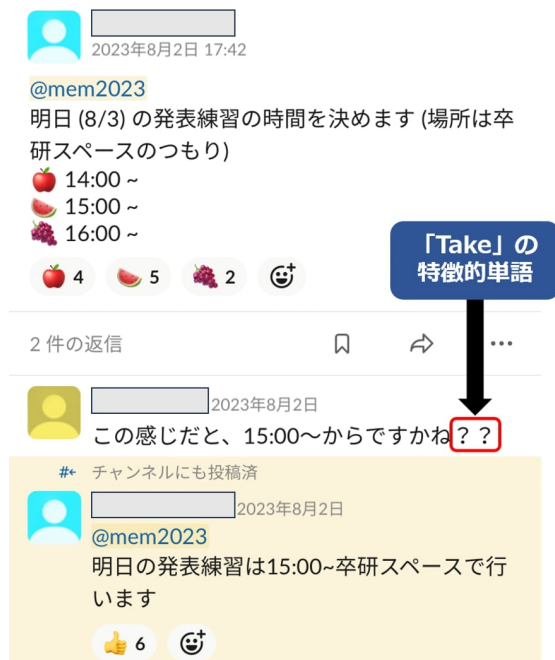 2023年8月2日 17:42
@mem2023
明日 (8/3) の発表練習の時間を決めます (場所は卒
研スペースのつもり)
🍎 14:00 ~
🍉 15:00 ~
🍇 16:00 ~
「Take」の
特徴的単語
🍎 4 🍉 5 🍇 2
2 件の返信
2023年8月2日
この感じだと、15:00〜からですかね？？
チャンネルにも投稿済
2023年8月2日
@mem2023
明日の発表練習は15:00~卒研スペースで行
います
👍 6